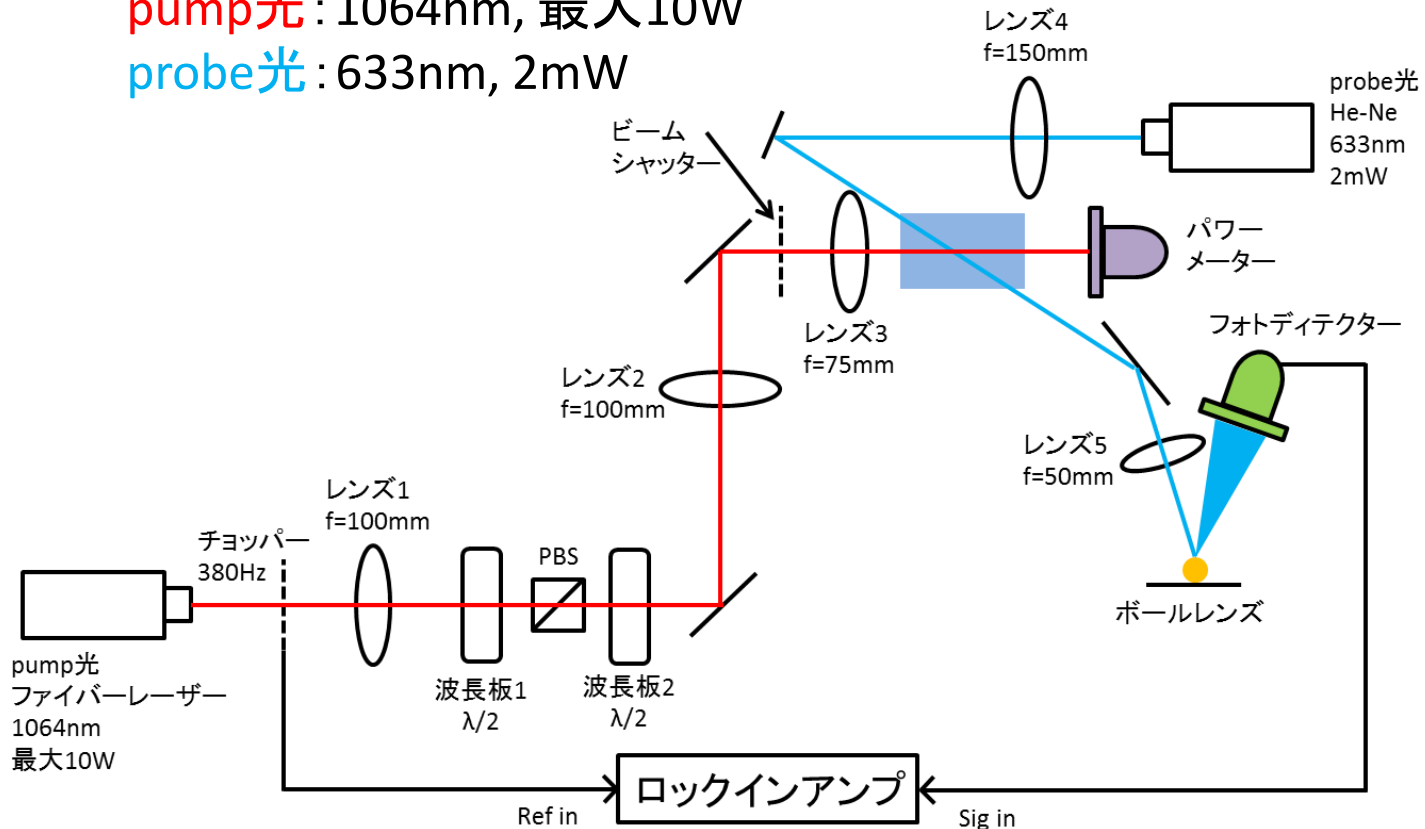 pump光:1064nm, 最大10W
probe光:633nm, 2mW
レンズ4
f=150mm
probe光
He-Ne
633nm
2mW
ビーム
シャッター
パワー
メーター
レンズ3
f=75mm
フォトディテクター
レンズ2
f=100mm
レンズ5
f=50mm
レンズ1
f=100mm
チョッパー
380Hz
PBS
ボールレンズ
pump光
ファイバーレーザー
1064nm
最大10W
波長板1
λ/2
波長板2
λ/2
ロックインアンプ
Ref in
Sig in